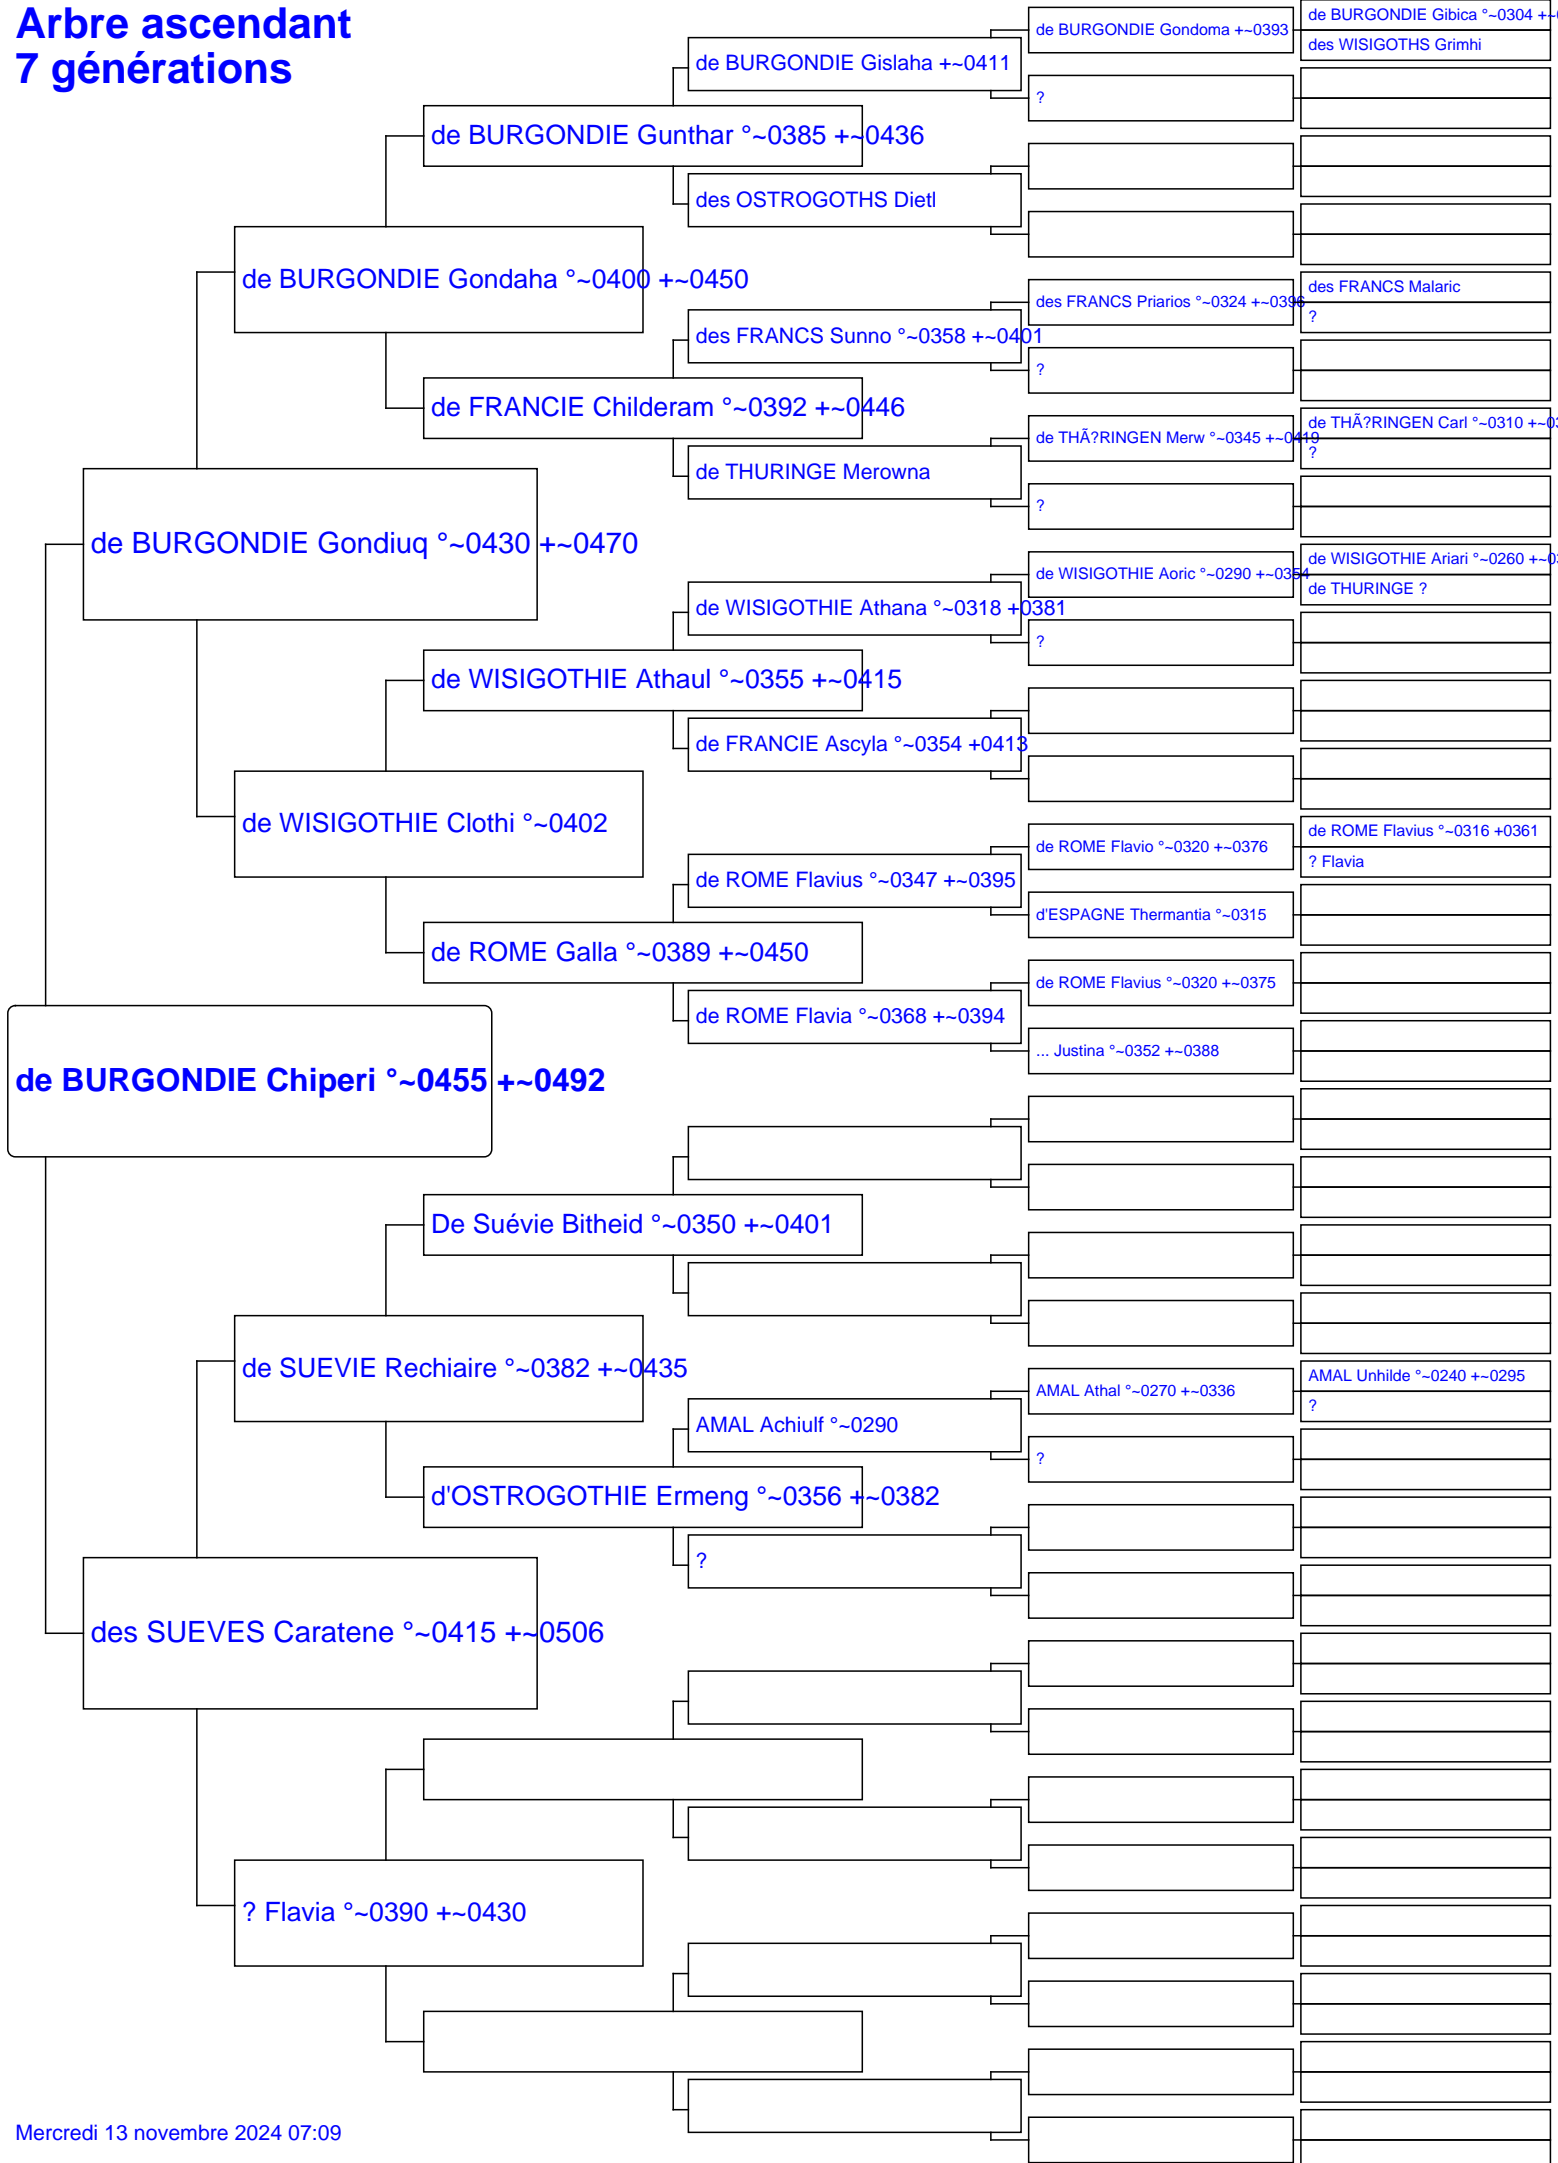 Arbre ascendant
7 générations
de BURGONDIE Gibica °~0304 +~
de BURGONDIE Gondoma +~0393
des WISIGOTHS Grimhi
de BURGONDIE Gislaha +~0411
?
de BURGONDIE Gunthar °~0385 +~0436
des OSTROGOTHS Dietl
de BURGONDIE Gondaha °~0400 +~0450
des FRANCS Malaric
des FRANCS Priarios °~0324 +~0396
?
des FRANCS Sunno °~0358 +~0401
?
de FRANCIE Childeram °~0392 +~0446
de THÃ?RINGEN Carl °~0310 +~03
de THÃ?RINGEN Merw °~0345 +~0419
?
de THURINGE Merowna
?
de BURGONDIE Gondiuq °~0430 +~0470
de WISIGOTHIE Ariari °~0260 +~03
de WISIGOTHIE Aoric °~0290 +~0354
de THURINGE ?
de WISIGOTHIE Athana °~0318 +0381
?
de WISIGOTHIE Athaul °~0355 +~0415
de FRANCIE Ascyla °~0354 +0413
de WISIGOTHIE Clothi °~0402
de ROME Flavius °~0316 +0361
de ROME Flavio °~0320 +~0376
? Flavia
de ROME Flavius °~0347 +~0395
d'ESPAGNE Thermantia °~0315
de ROME Galla °~0389 +~0450
de ROME Flavius °~0320 +~0375
de ROME Flavia °~0368 +~0394
... Justina °~0352 +~0388
de BURGONDIE Chiperi °~0455 +~0492
De Suévie Bitheid °~0350 +~0401
de SUEVIE Rechiaire °~0382 +~0435
AMAL Unhilde °~0240 +~0295
AMAL Athal °~0270 +~0336
?
AMAL Achiulf °~0290
?
d'OSTROGOTHIE Ermeng °~0356 +~0382
?
des SUEVES Caratene °~0415 +~0506
? Flavia °~0390 +~0430
Mercredi 13 novembre 2024 07:09